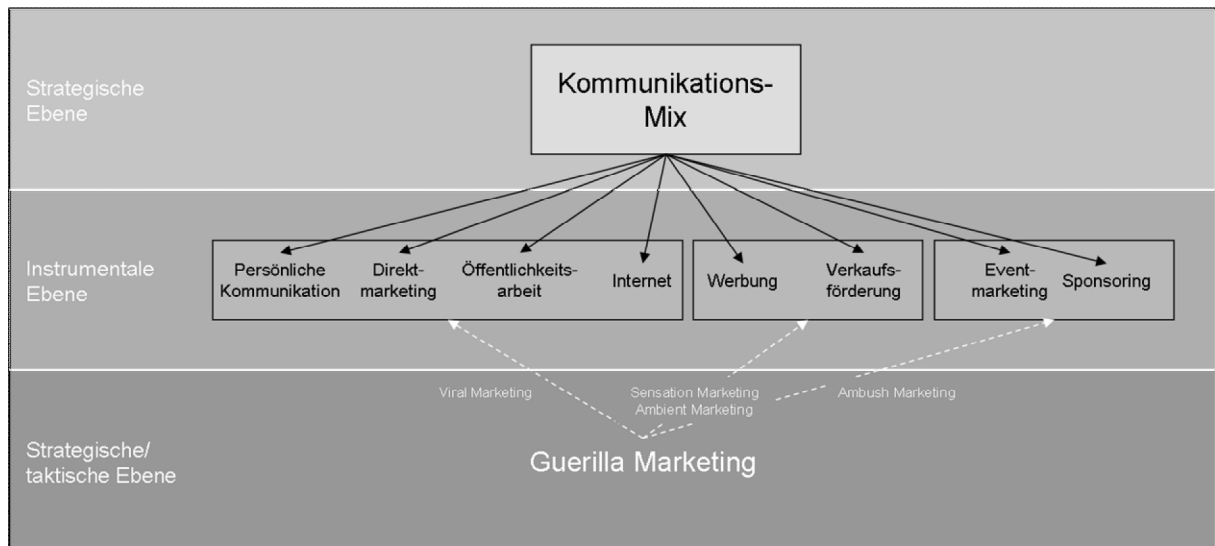 Strategische
Ebene
Kommunikations-
Mix
Instrumentale
Ebene
Persönliche
Kommunikation
Direkt-
marketing
Öffentlichkeits-
arbeit
Internet
Werbung
Verkaufs-
förderung
Event-
marketing
Sponsoring
Viral Marketing
Sensation Marketing
Ambient Marketing
Ambush Marketing
Strategische/
taktische Ebene
Guerilla Marketing